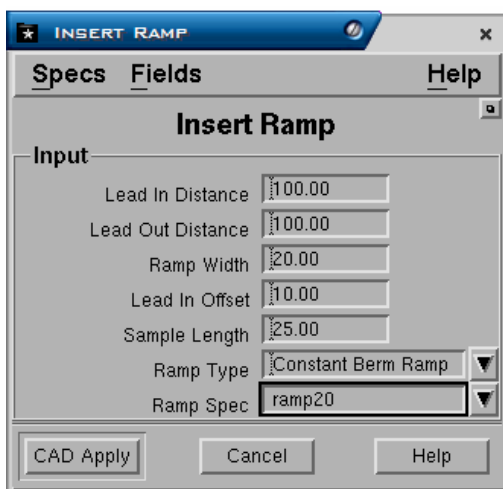 INSERT RAMP
Specs Fields Help
Insert Ramp
Input
Lead In Distance 100.00
Lead Out Distance 100.00
Ramp Width 20.00
Lead In Offset 10.00
Sample Length 25.00
Ramp Type Constant Berm Ramp
Ramp Spec ramp20
CAD Apply Cancel Help